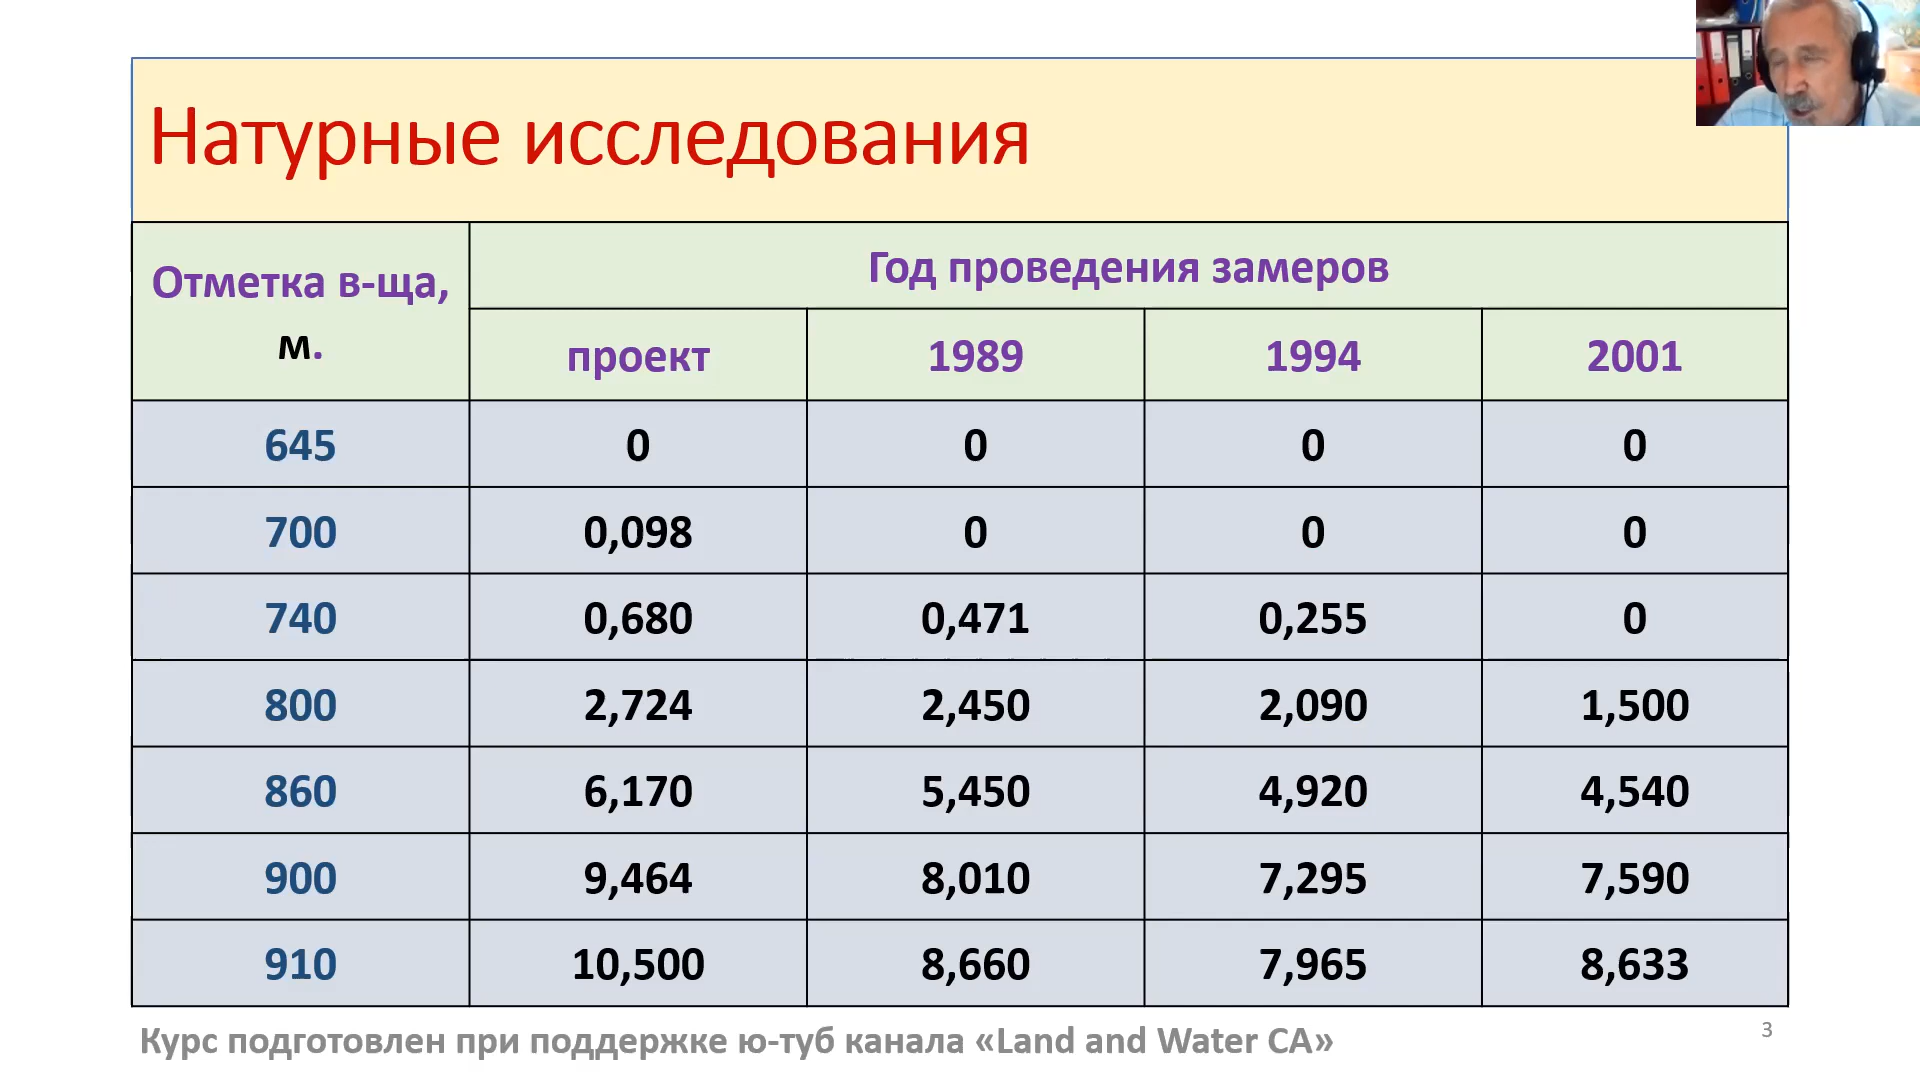 Натурные исследования
Отметка в-ща,
м.
Год проведения замеров
проект 1989 1994 2001
645 0 0 0 0
700 0,098 0 0 0
740 0,680 0,471 0,255 0
800 2,724 2,450 2,090 1,500
860 6,170 5,450 4,920 4,540
900 9,464 8,010 7,295 7,590
910 10,500 8,660 7,965 8,633
Курс подготовлен при поддержке ю-туб канала «Land and Water CA»
3